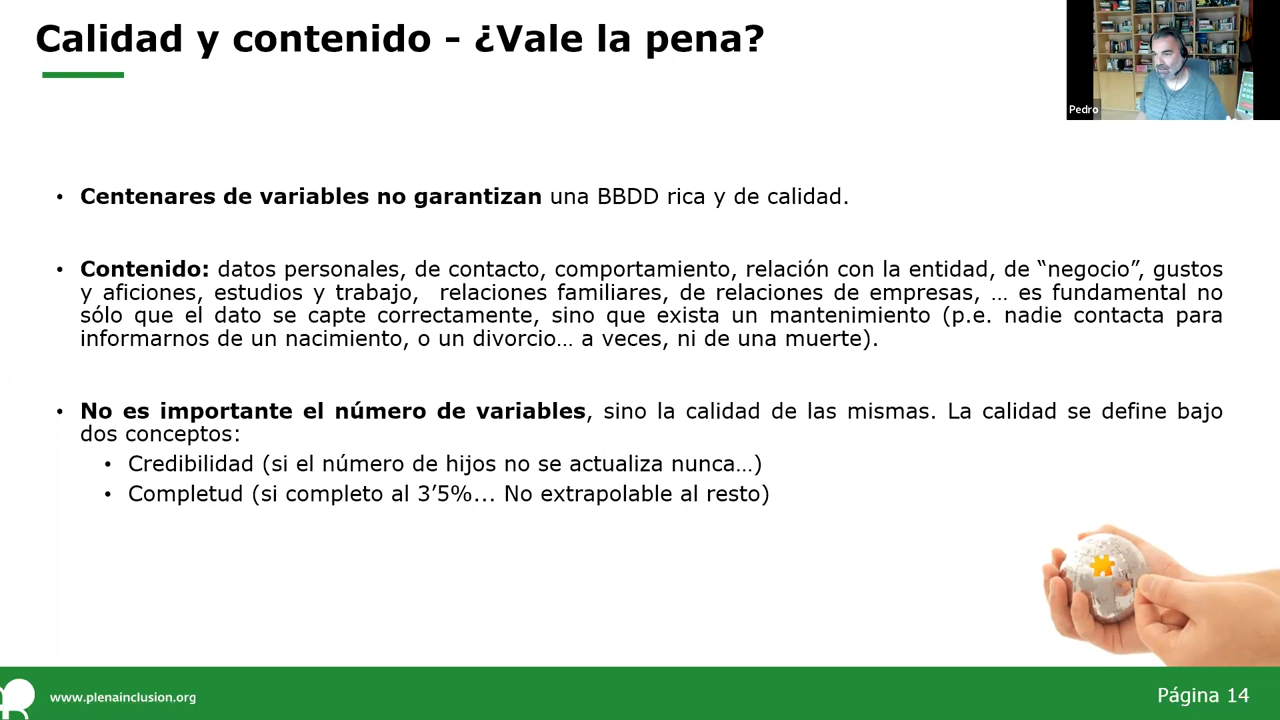 Calidad y contenido - ¿Vale la pena?
Pedro
• Centenares de variables no garantizan una BBDD rica y de calidad.
• Contenido: datos personales, de contacto, comportamiento, relación con la entidad, de “negocio”, gustos
y aficiones, estudios y trabajo, relaciones familiares, de relaciones de empresas, … es fundamental no
sólo que el dato se capte correctamente, sino que exista un mantenimiento (p.e. nadie contacta para
informarnos de un nacimiento, o un divorcio… a veces, ni de una muerte).
• No es importante el número de variables, sino la calidad de las mismas. La calidad se define bajo
dos conceptos:
• Credibilidad (si el número de hijos no se actualiza nunca…)
• Completud (si completo al 3’5%… No extrapolable al resto)
www.plenainclusion.org
Página 14